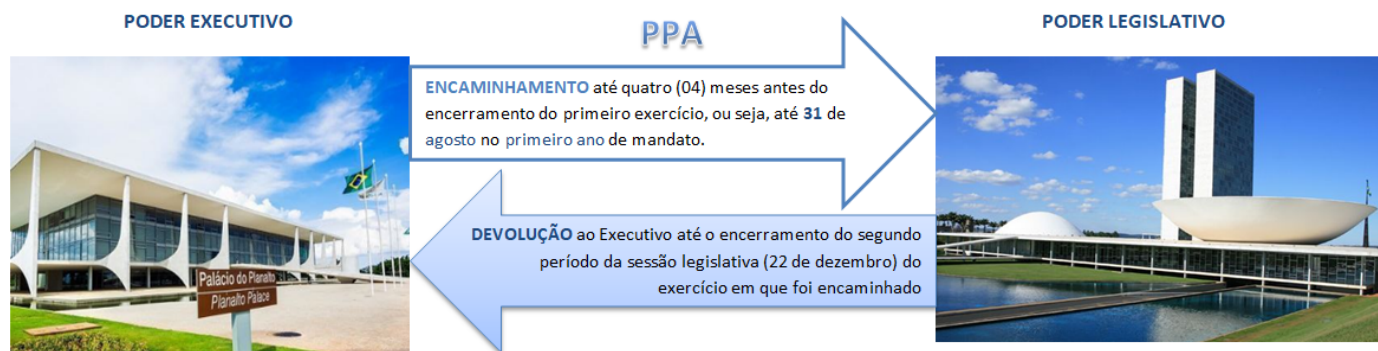 PODER EXECUTIVO
PPA
PODER LEGISLATIVO
ENCAMINHAMENTO até quatro (04) meses antes do
encerramento do primeiro exercício, ou seja, até 31 de
agosto no primeiro ano de mandato.
DEVOLUÇÃO ao Executivo até o encerramento do segundo
período da sessão legislativa (22 de dezembro) do
exercício em que foi encaminhado
Palácio do Planalto
Planalto Palace